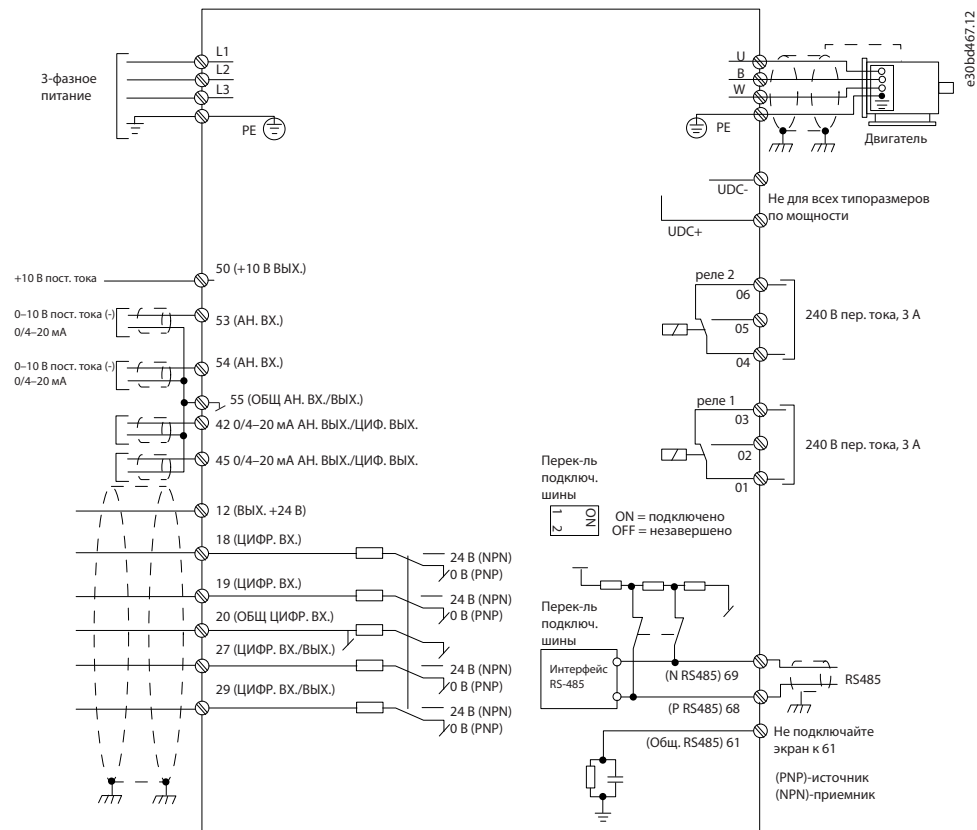 e30bd467.12
3-фазное
питание
L1
L2
L3
PE
U
В
W
PE
Двигатель
UDC-
UDC+
Не для всех типоразмеров
по мощности
+10 В пост. тока
50 (+10 В ВЫХ.)
0–10 В пост. тока (-)
0/4–20 мА
53 (АН. ВХ.)
0–10 В пост. тока (-)
0/4–20 мА
54 (АН. ВХ.)
55 (ОБЩ АН. ВХ./ВЫХ.)
42 0/4–20 мА АН. ВЫХ./ЦИФ. ВЫХ.
45 0/4–20 мА АН. ВЫХ./ЦИФ. ВЫХ.
12 (ВЫХ. +24 В)
18 (ЦИФР. ВХ.)
24 В (NPN)
0 В (PNP)
19 (ЦИФР. ВХ.)
24 В (NPN)
0 В (PNP)
20 (ОБЩ ЦИФР. ВХ.)
27 (ЦИФР. ВХ./ВЫХ.)
24 В (NPN)
0 В (PNP)
29 (ЦИФР. ВХ./ВЫХ.)
24 В (NPN)
0 В (PNP)
реле 2
06
05
04
240 В пер. тока, 3 А
реле 1
03
02
01
240 В пер. тока, 3 А
Перек-ль
подключ.
шины
1 2
ON
ON = подключено
OFF = незавершено
Перек-ль
подключ.
шины
Интерфейс
RS-485
(N RS485) 69
RS485
(P RS485) 68
(Общ. RS485) 61
Не подключайте
экран к 61
(PNP)-источник
(NPN)-приемник